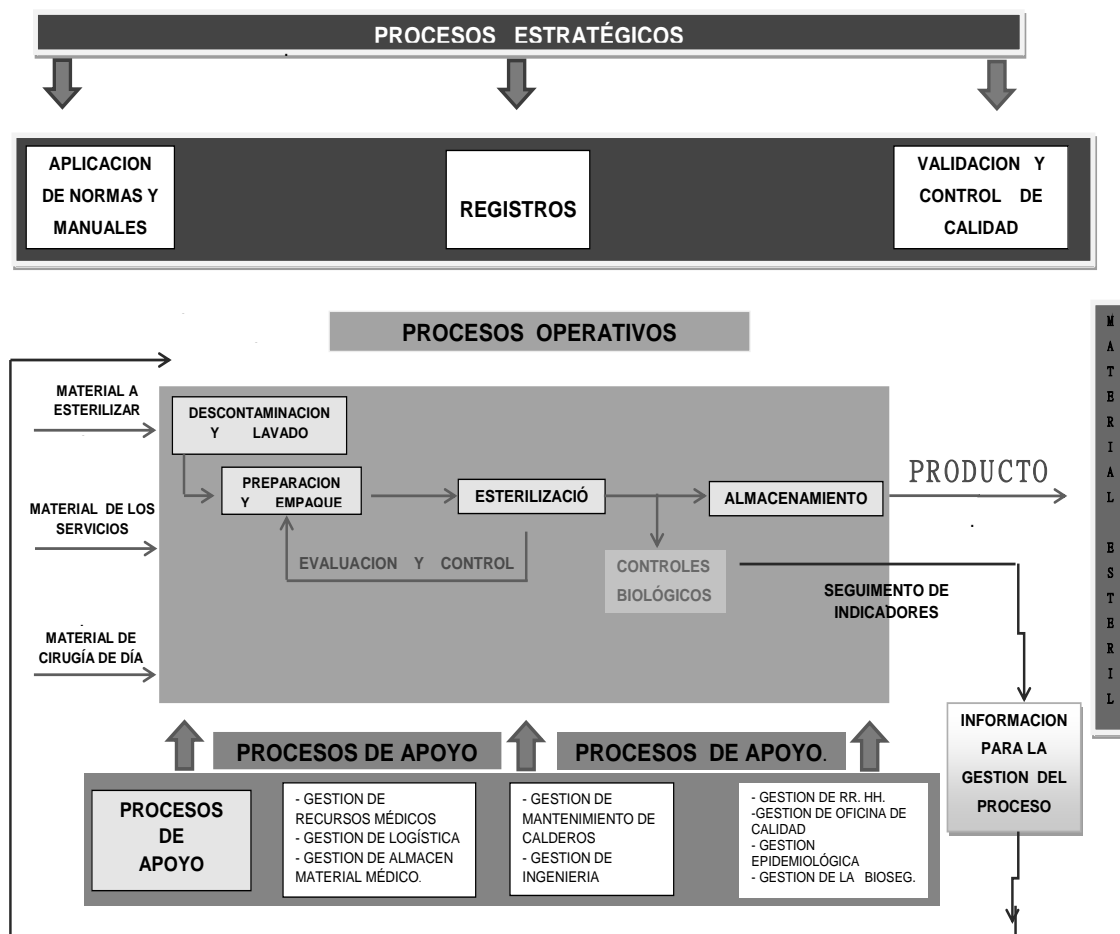 PROCESOS ESTRATÉGICOS
APLICACION
DE NORMAS Y
MANUALES
REGISTROS
VALIDACION Y
CONTROL DE
CALIDAD
PROCESOS OPERATIVOS
MATERIAL A
ESTERILIZAR
MATERIAL DE LOS
SERVICIOS
MATERIAL DE
CIRUGÍA DE DÍA
DESCONTAMINACION
Y LAVADO
PREPARACION
Y EMPAQUE
ESTERILIZACIÓ
ALMACENAMIENTO
EVALUACION Y CONTROL
CONTROLES
BIOLÓGICOS
PRODUCTO
SEGUIMENTO DE
INDICADORES
MATERIAL ESTERIL
INFORMACION
PARA LA
GESTION DEL
PROCESO
PROCESOS DE APOYO
PROCESOS DE APOYO.
PROCESOS
DE
APOYO
- GESTION DE
RECURSOS MÉDICOS
- GESTION DE LOGÍSTICA
- GESTION DE ALMACEN
MATERIAL MÉDICO.
- GESTION DE
MANTENIMIENTO DE
CALDEROS
- GESTION DE
INGENIERIA
- GESTION DE RR. HH.
-GESTION DE OFICINA DE
CALIDAD
- GESTION
EPIDEMIOLÓGICA
- GESTION DE LA BIOSEG.